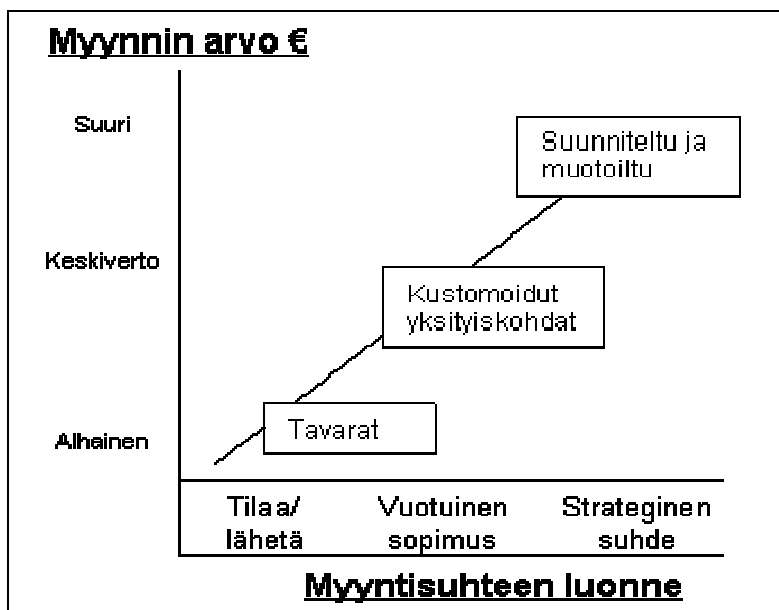 Myynnin arvo €
Suuri
Suunniteltu ja
muotoiltu
Keskiverto
Kustomoidut
yksityiskohdat
Alhainen
Tavarat
Tilaa/
lähetä
Vuotuinen
sopimus
Strateginen
suhde
Myyntisuhteen luonne